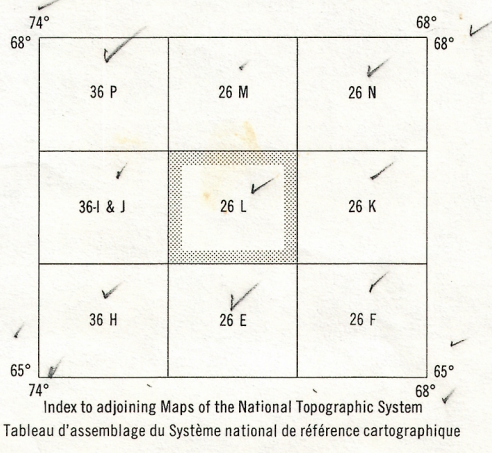 74° 68°
68° 68°
36 P 26 M 26 N
36-I & J 26 L 26 K
36 H 26 E 26 F
65° 65°
74° 68°
Index to adjoining Maps of the National Topographic System
Tableau d'assemblage du Système national de référence cartographique